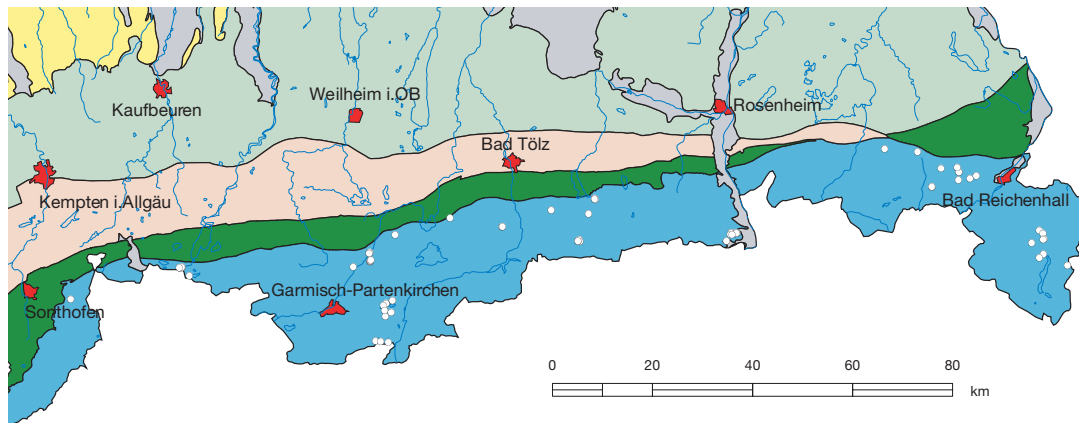 Kaufbeuren
Weilheim i.OB
Rosenheim
Bad Tölz
Kempten i.Allgäu
Bad Reichenhall
Garmisch-Partenkirchen
Sonthofen
0 20 40 60 80
km